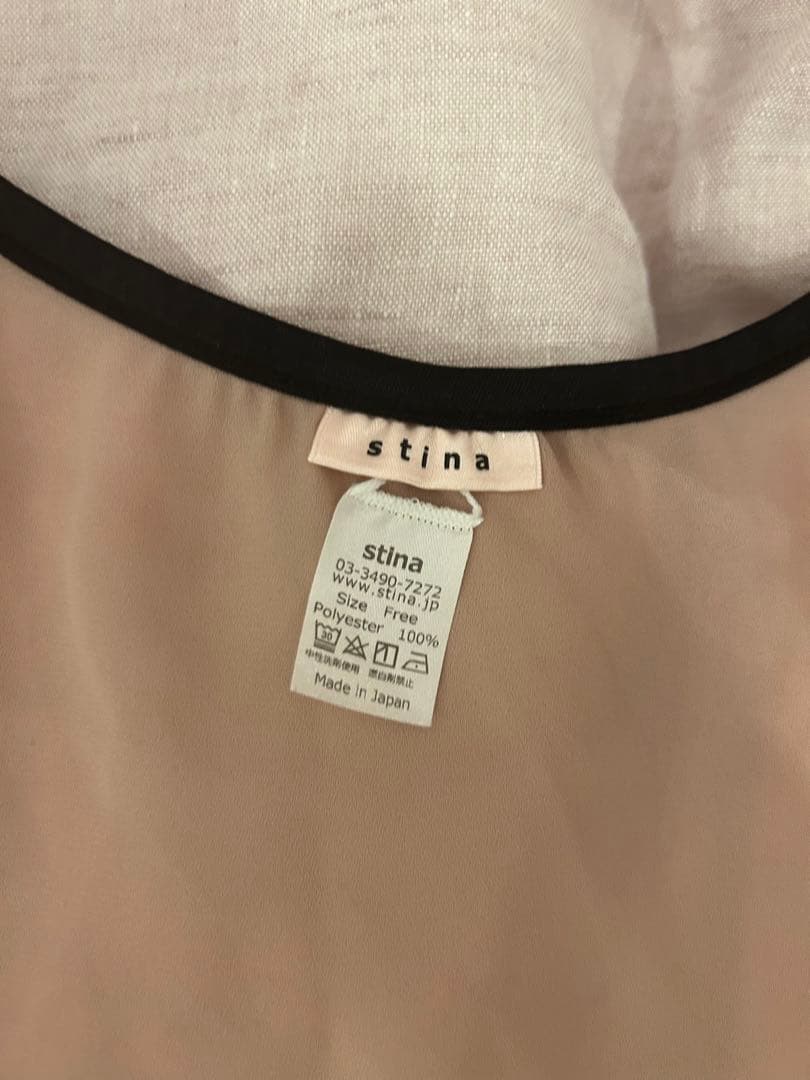 stina
stina
03-3490-7272
www.stina.jp
Size Free
Polyester 100%
30
中性洗剤使用 漂白剤禁止
Made in Japan